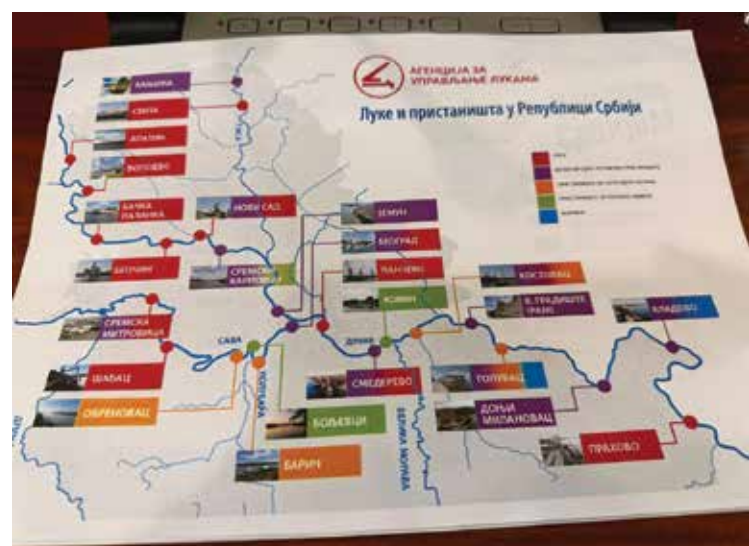 АГЕНЦИЈА ЗА
УПРАВЉАЊЕ ЛУКАМА
Луке и пристаништа у Републици Србији
КАЊИЖА
СЕНТА
АПАТИН
БОГОЈЕВО
БАЧКА
ПАЛАНКА
НОВИ САД
БЕОЧИН
СРЕМСКИ
КАРЛОВЦИ
ТИСА
ЗЕМУН
БЕОГРАД
ПАНЧЕВО
КОВИН
КОСТОЛАЦ
В. ГРАДИШТЕ
КЛАДОВО
СРЕМСКА
МИТРОВИЦА
САВА
ДУНАВ
ШАБАЦ
СМЕДЕРЕВО
ГОЛУБАЦ
ОБРЕНОВАЦ
КОЛУБАРА
БОЉЕВЦИ
ДОЊИ
МИЛАНОВАЦ
БАРИЧ
ВЕЛИКА МОРАВА
ПРАХОВО